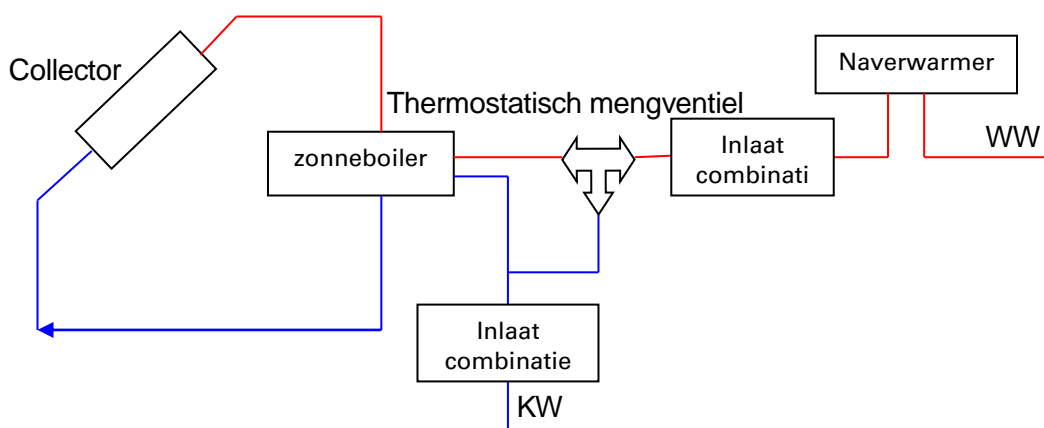 Collector
Naverwarmer
Thermostatisch mengventiel
zonneboiler
Inlaat
combinati
WW
Inlaat
combinatie
KW